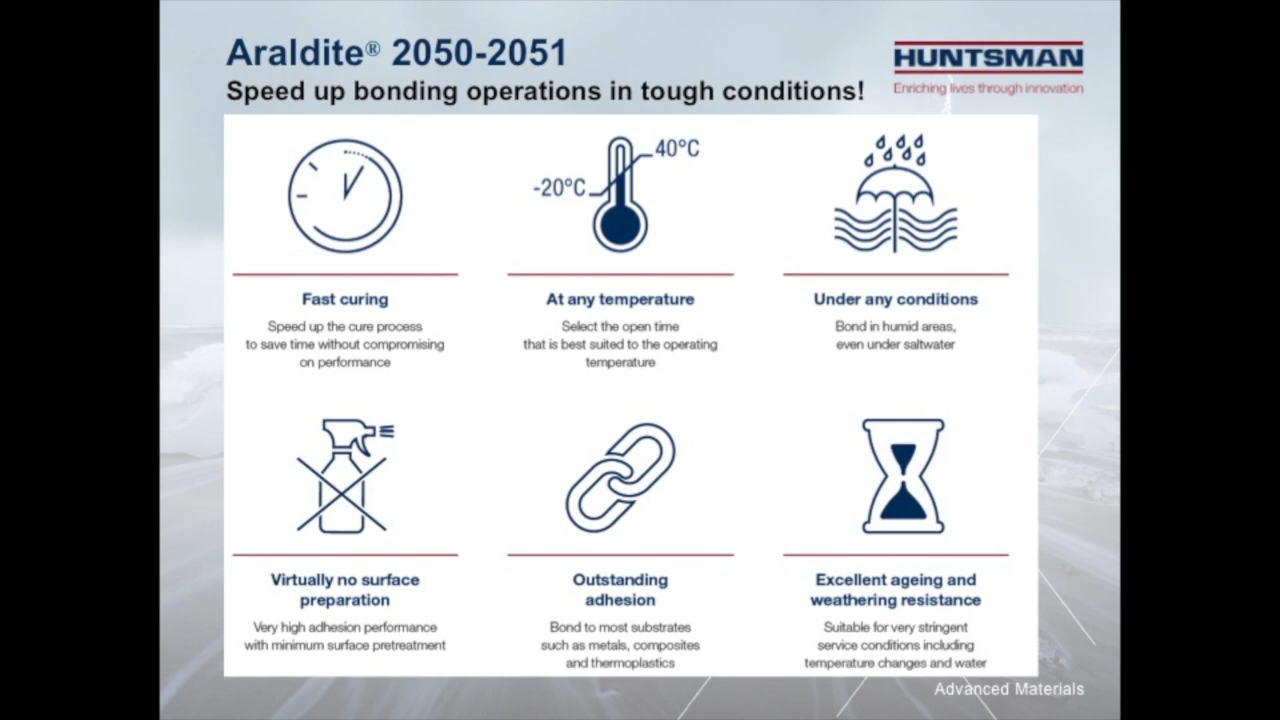 Araldite® 2050-2051
HUNTSMAN
Enriching lives through innovation
Speed up bonding operations in tough conditions!
-20°C
40°C
Fast curing
Speed up the cure process
to save time without compromising
on performance
At any temperature
Select the open time
that is best suited to the operating
temperature
Under any conditions
Bond in humid areas,
even under saltwater
Virtually no surface
preparation
Very high adhesion performance
with minimum surface pretreatment
Outstanding
adhesion
Bond to most substrates
such as metals, composites
and thermoplastics
Excellent ageing and
weathering resistance
Suitable for very stringent
service conditions including
temperature changes and water
Advanced Materials